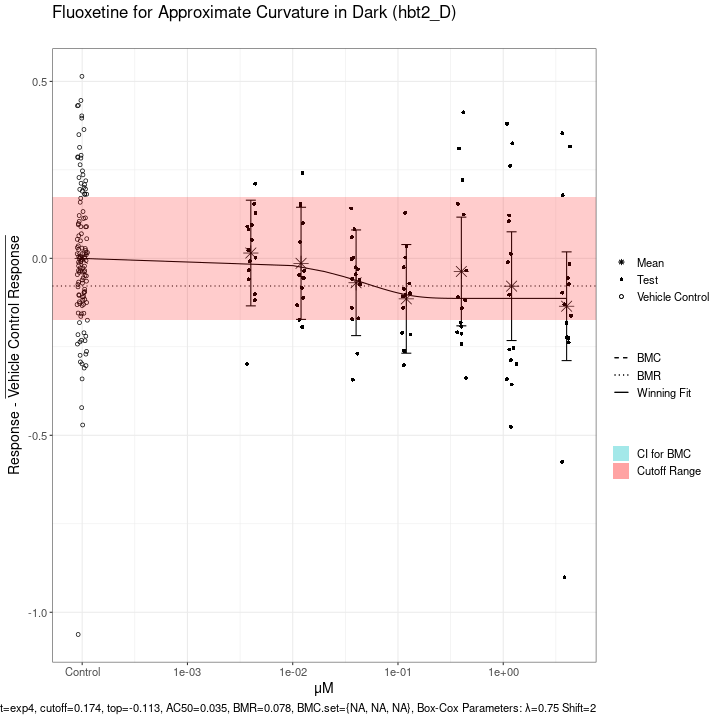 Fluoxetine for Approximate Curvature in Dark (hbt2_D)
Response - Vehicle Control Response
0.5
0.0
-0.5
-1.0
Control
1e-03
1e-02
1e-01
1e+00
μM
Mean
Test
Vehicle Control
BMC
BMR
Winning Fit
CI for BMC
Cutoff Range
t=exp4, cutoff=0.174, top=-0.113, AC50=0.035, BMR=0.078, BMC.set={NA, NA, NA}, Box-Cox Parameters: λ=0.75 Shift=2